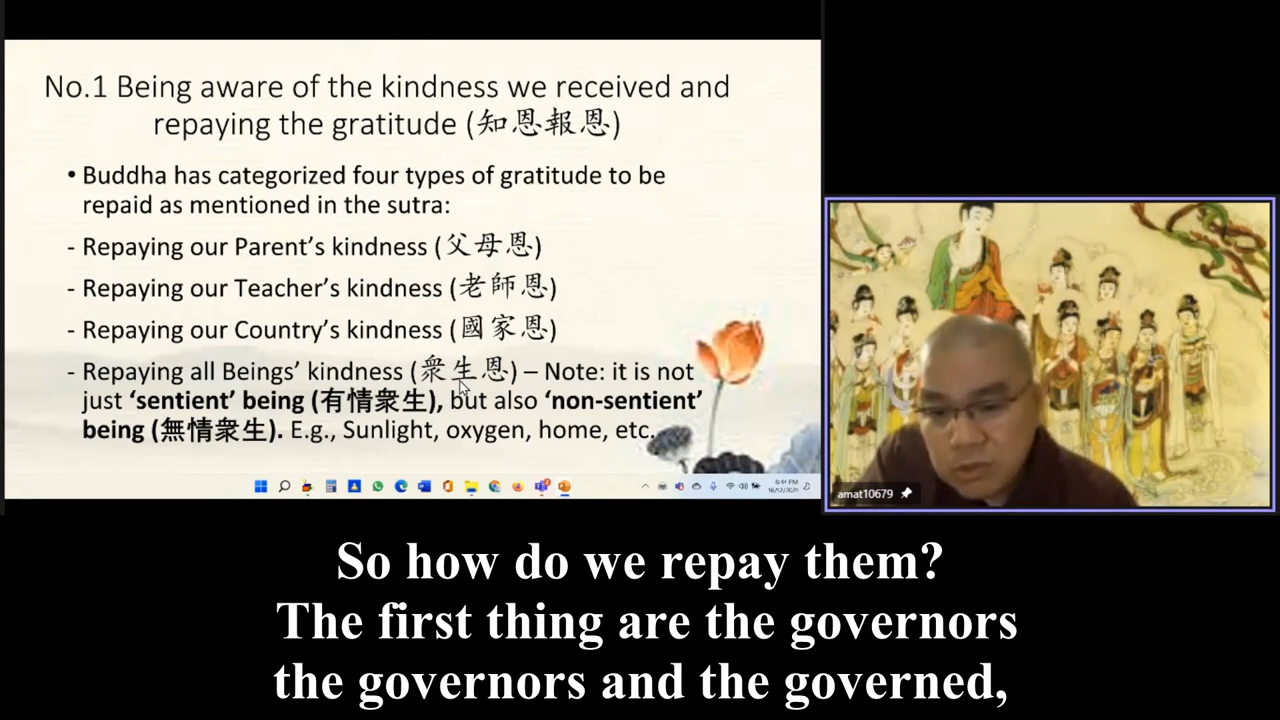 No.1 Being aware of the kindness we received and
repaying the gratitude (知恩報恩)
• Buddha has categorized four types of gratitude to be
repaid as mentioned in the sutra:
- Repaying our Parent’s kindness (父母恩)
- Repaying our Teacher’s kindness (老師恩)
- Repaying our Country’s kindness (國家恩)
- Repaying all Beings’ kindness (衆生恩) – Note: it is not
just ‘sentient’ being (有情衆生), but also ‘non-sentient’
being (無情衆生). E.g., Sunlight, oxygen, home, etc.
amat10679
So how do we repay them?
The first thing are the governors
the governors and the governed,